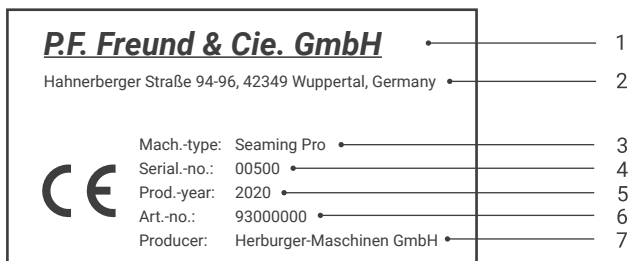 P.F. Freund & Cie. GmbH 1
Hahnerberger Straße 94-96, 42349 Wuppertal, Germany 2
Mach.-type: Seaming Pro 3
Serial.-no.: 00500 4
Prod.-year: 2020 5
Art.-no.: 93000000 6
Producer: Herburger-Maschinen GmbH 7
CE